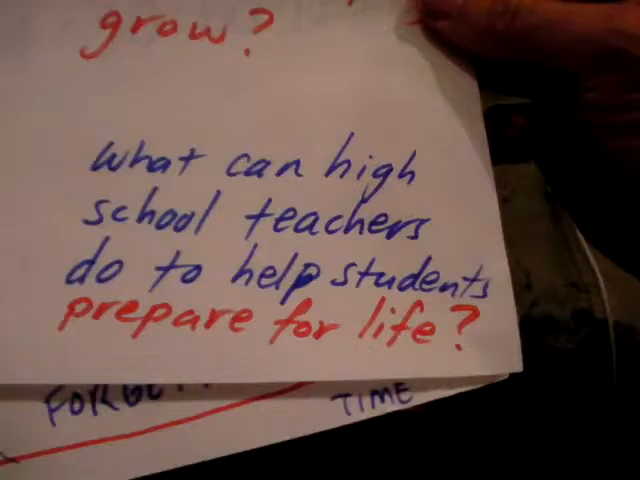 grow?
what can high
school teachers
do to help students
prepare for life?
TIME